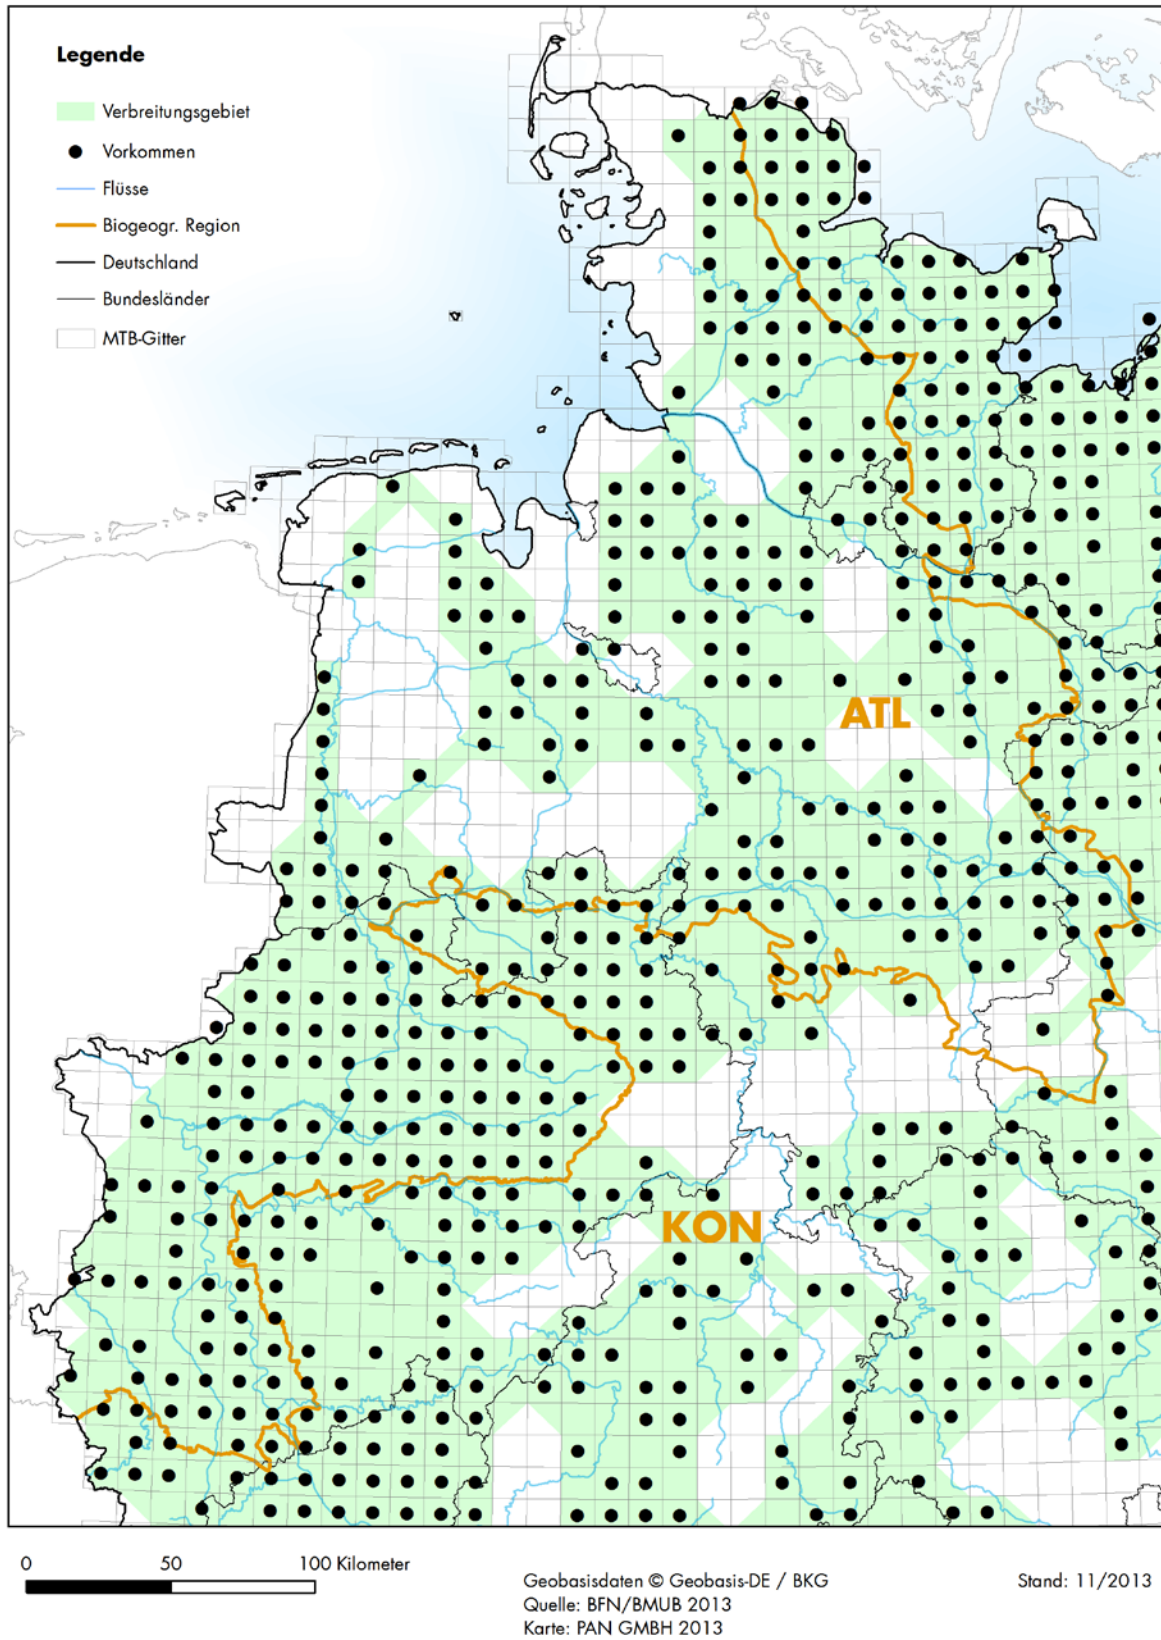 Legende
Verbreitungsgebiet
Vorkommen
Flüsse
Biogeogr. Region
Deutschland
Bundesländer
MTB-Gitter
ATL
KON
0 50 100 Kilometer
Geobasisdaten © Geobasis-DE / BKG
Quelle: BFN/BMUB 2013
Karte: PAN GMBH 2013
Stand: 11/2013